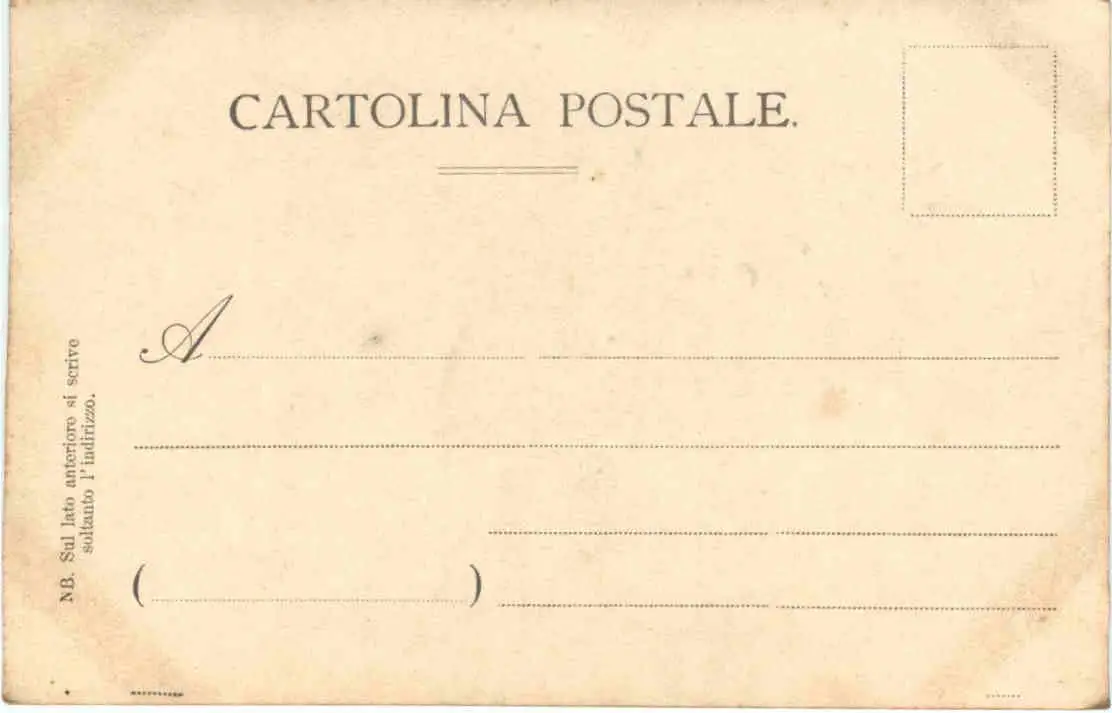 CARTOLINA POSTALE.
A
( )
NB. Sul lato anteriore si scrive
soltanto l'indirizzo.